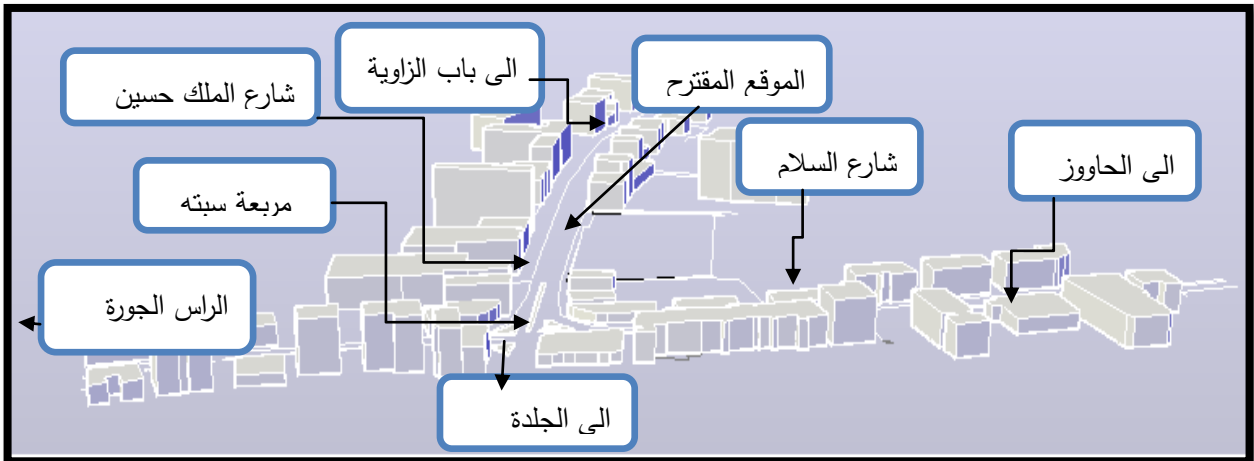 الموقع المقترح
الى باب الزاوية
شارع الملك حسين
الى الحاووز
شارع السلام
مربعة سبته
الراس الجورة
الى الجلدة